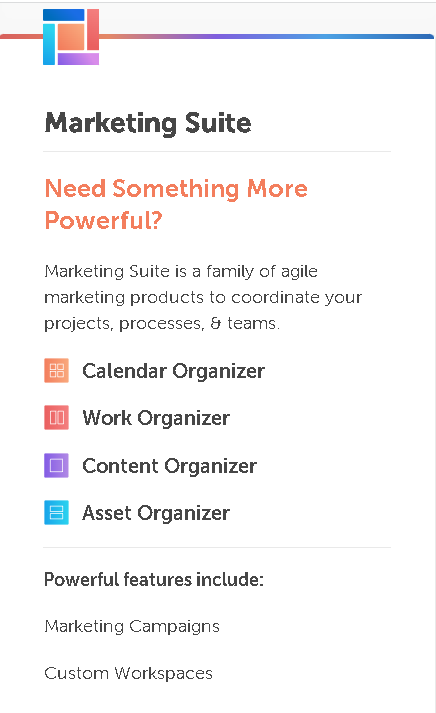 Marketing Suite
Need Something More
Powerful?
Marketing Suite is a family of agile
marketing products to coordinate your
projects, processes, & teams.
Calendar Organizer
Work Organizer
Content Organizer
Asset Organizer
Powerful features include:
Marketing Campaigns
Custom Workspaces